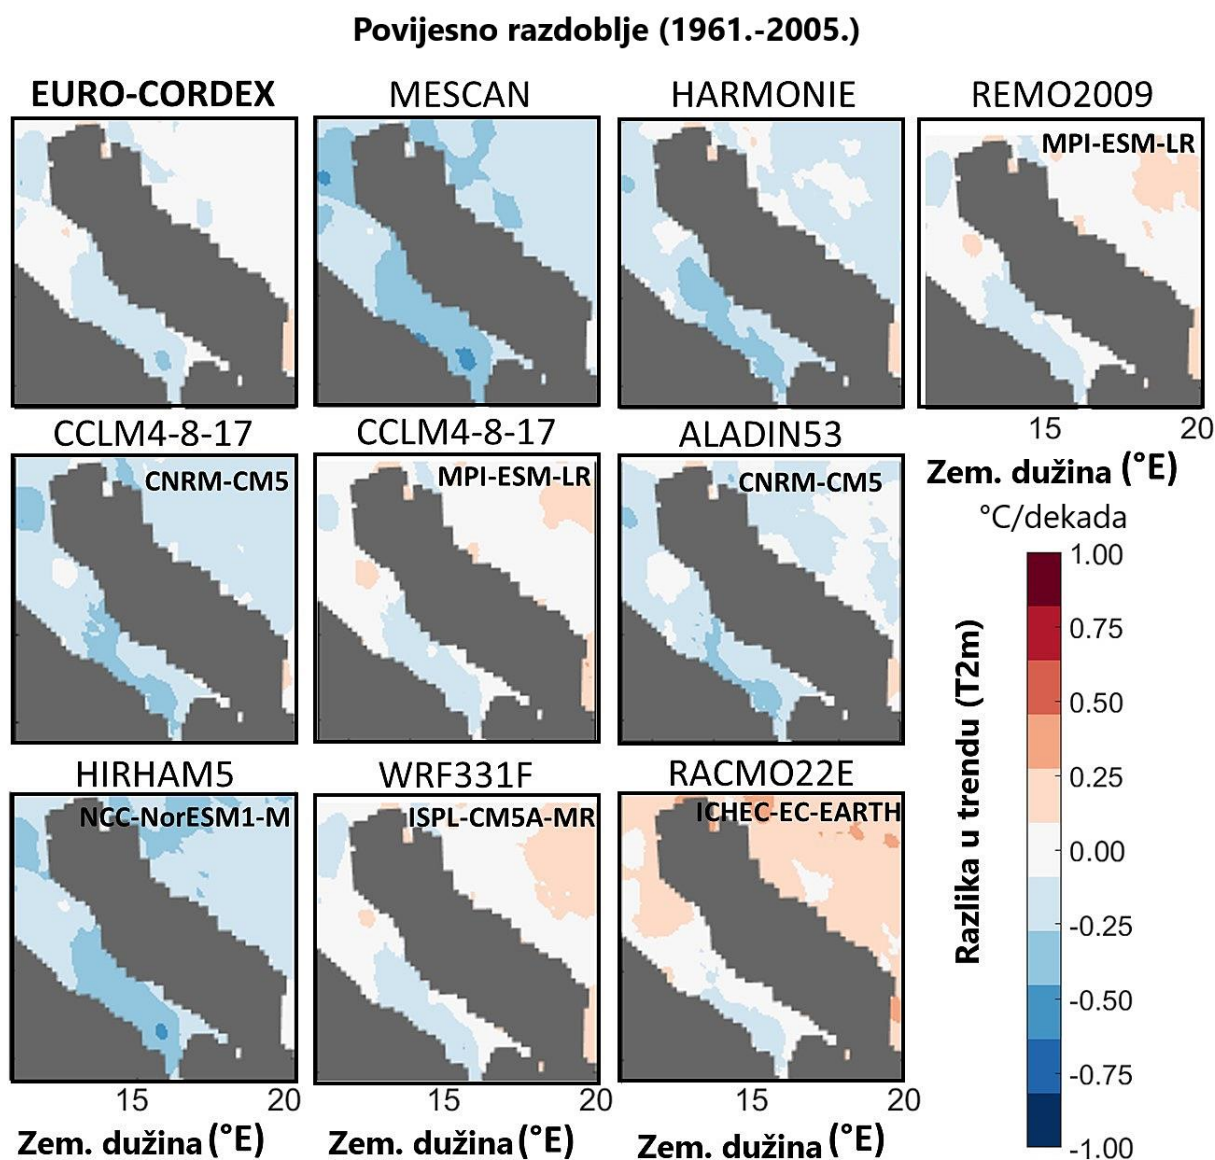 Povijesno razdoblje (1961.-2005.)
EURO-CORDEX MESCAN HARMONIE REMO2009
MPI-ESM-LR
15 20
Zem. dužina (°E)
CCLM4-8-17 CCLM4-8-17 ALADIN53
CNRM-CM5 MPI-ESM-LR CNRM-CM5
°C/dekada
1.00
0.75
0.50
0.25
0.00
-0.25
-0.50
-0.75
-1.00
Razlika u trendu (T2m)
HIRHAM5 WRF331F RACMO22E
NCC-NorESM1-M ISPL-CM5A-MR ICHEC-EC-EARTH
15 20 15 20 15 20
Zem. dužina (°E) Zem. dužina (°E) Zem. dužina (°E)